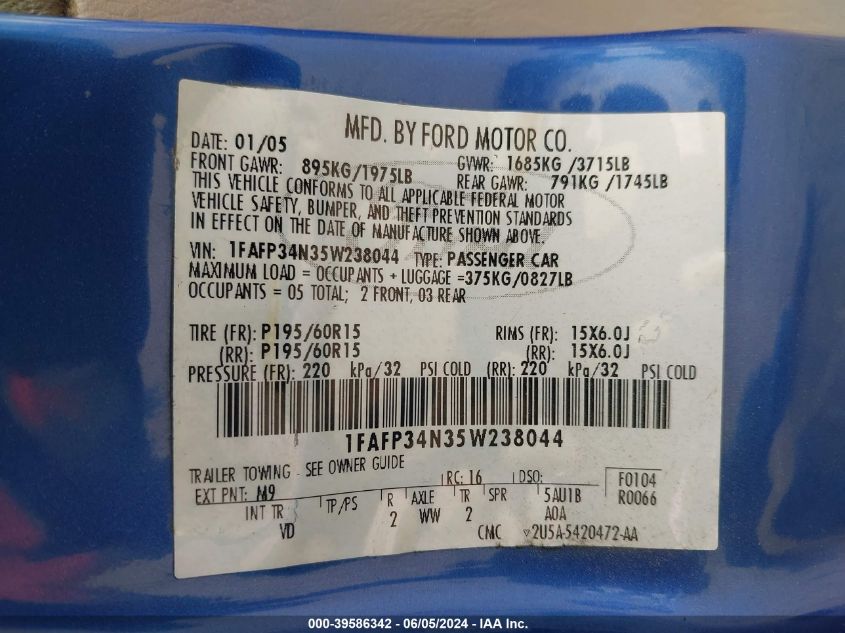 MFD. BY FORD MOTOR CO.
DATE: 01/05
FRONT GAWR: 895KG/1975LB
GVWR: 1685KG /3715LB
REAR GAWR: 791KG /1745LB
THIS VEHICLE CONFORMS TO ALL APPLICABLE FEDERAL MOTOR
VEHICLE SAFETY, BUMPER, AND THEFT PREVENTION STANDARDS
IN EFFECT ON THE DATE OF MANUFACTURE SHOWN ABOVE.
VIN: 1FAFP34N35W238044 TYPE: PASSENGER CAR
MAXIMUM LOAD = OCCUPANTS + LUGGAGE =375KG/0827LB
OCCUPANTS = 05 TOTAL; 2 FRONT, 03 REAR
TIRE (FR): P195/60R15 RIMS (FR): 15X6.0J
(RR): P195/60R15 (RR): 15X6.0J
PRESSURE (FR): 220 kPa/32 PSI COLD (RR): 220 kPa/32 PSI COLD
1FAFP34N35W238044
TRAILER TOWING - SEE OWNER GUIDE
EXT PNT: M9 RC: 16 DSO: F0104
R0066
INT TR TP/PS R AXLE TR SPR 5AU1B
VD 2 WW 2 A0A
CMC 2U5A-5420472-AA
000-39586342 - 06/05/2024 - IAA Inc.